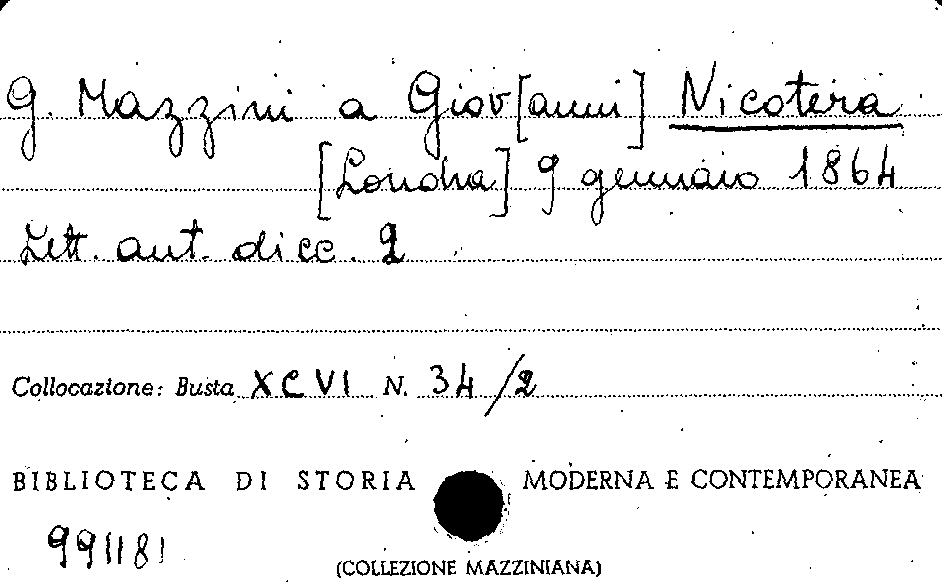 G. Mazzini a Giov[anni] Nicotera
[Londra] 9 gennaio 1864
Lett. aut. di cc. 2
Collocazione: Busta XCVI N. 34/2
BIBLIOTECA DI STORIA MODERNA E CONTEMPORANEA
991181
(COLLEZIONE MAZZINIANA)